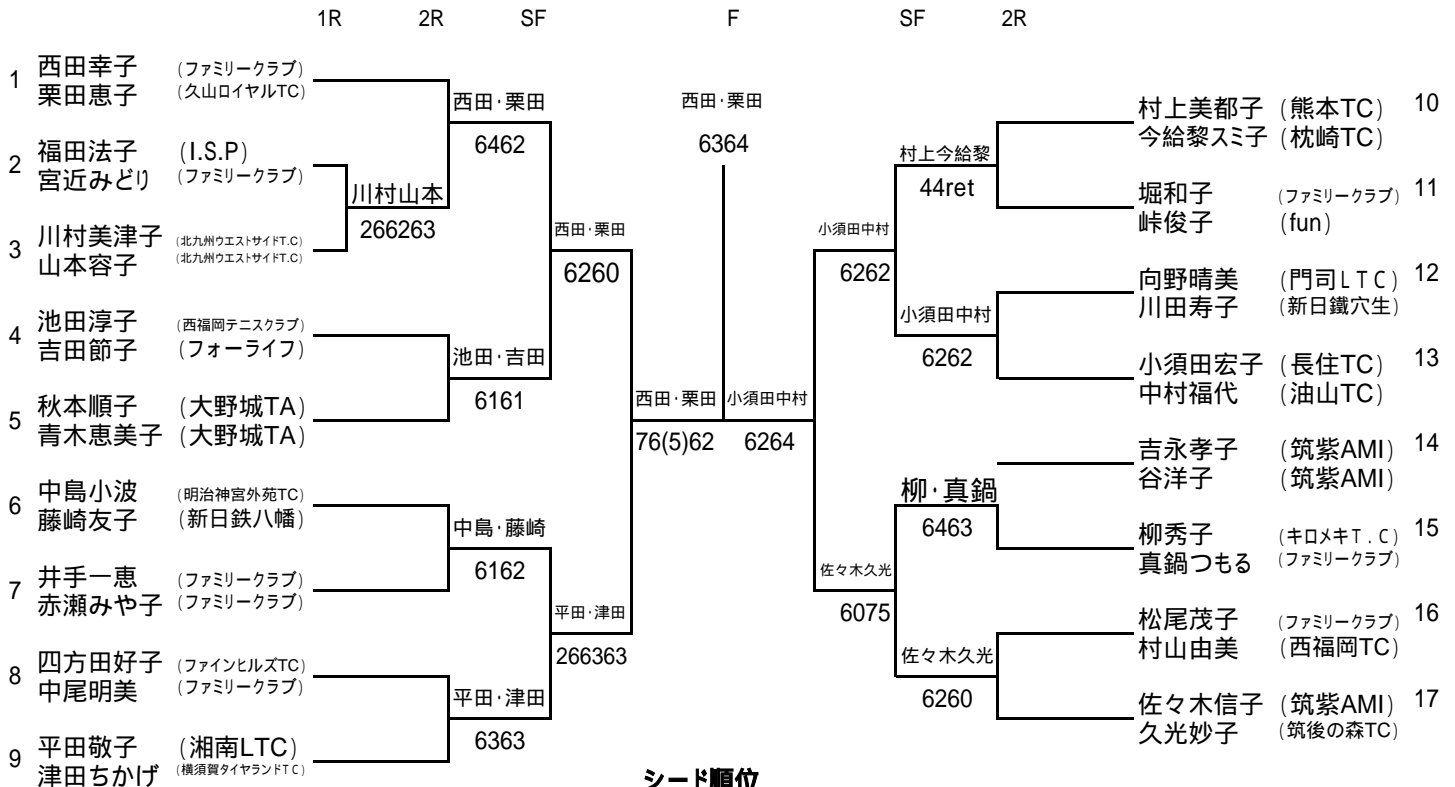 1R 2R SF F SF 2R
1 西田幸子 (ファミリークラブ)
栗田恵子 (久山ロイヤルTC)
2 福田法子 (I.S.P)
宮近みどり (ファミリークラブ)
3 川村美津子 (北九州ウエストサイドT.C)
山本容子 (北九州ウエストサイドT.C)
4 池田淳子 (西福岡テニスクラブ)
吉田節子 (フォーライフ)
5 秋本順子 (大野城TA)
青木恵美子 (大野城TA)
6 中島小波 (明治神宮外苑TC)
藤崎友子 (新日鉄八幡)
7 井手一恵 (ファミリークラブ)
赤瀬みや子 (ファミリークラブ)
8 四方田好子 (ファインヒルズTC)
中尾明美 (ファミリークラブ)
9 平田敬子 (湘南LTC)
津田ちかげ (横須賀ダイヤランドTC)
川村山本
266263
西田・栗田
6462
池田・吉田
6161
中島・藤崎
6162
平田・津田
6363
西田・栗田
6260
平田・津田
266363
西田・栗田
76(5)62
西田・栗田
6364
小須田中村
6264
小須田中村
6262
佐々木久光
6075
村上今給黎
44ret
小須田中村
6262
柳・真鍋
6463
佐々木久光
6260
村上美都子 (熊本TC) 10
今給黎スミ子 (枕崎TC)
堀和子 (ファミリークラブ) 11
峠俊子 (fun)
向野晴美 (門司LTC) 12
川田寿子 (新日鐵穴生)
小須田宏子 (長住TC) 13
中村福代 (油山TC)
吉永孝子 (筑紫AMI) 14
谷洋子 (筑紫AMI)
柳秀子 (キロメキT.C) 15
真鍋つもる (ファミリークラブ)
松尾茂子 (ファミリークラブ) 16
村山由美 (西福岡TC)
佐々木信子 (筑紫AMI) 17
久光妙子 (筑後の森TC)
シード順位